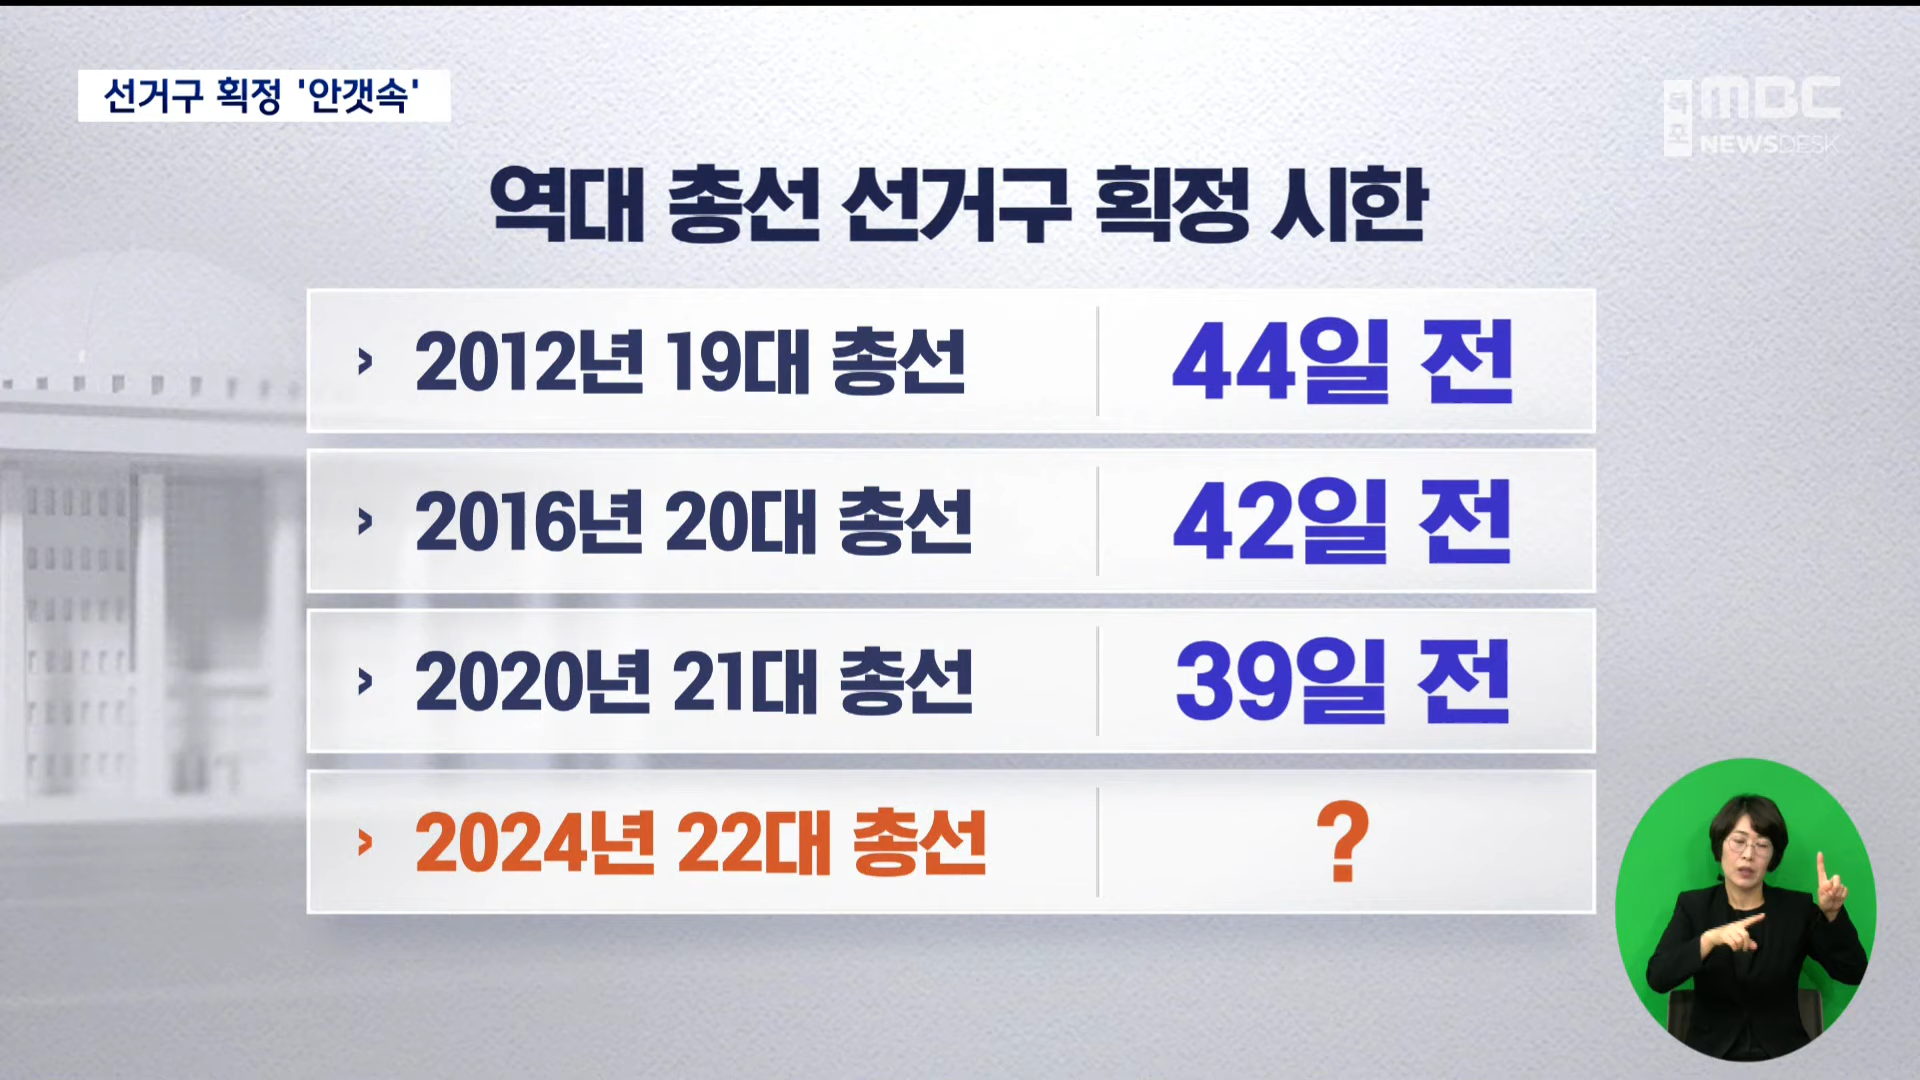 선거구 획정 '안갯속'
목포
MBC
NEWSDESK
역대 총선 선거구 획정 시한
› 2012년 19대 총선 44일 전
› 2016년 20대 총선 42일 전
› 2020년 21대 총선 39일 전
› 2024년 22대 총선 ?